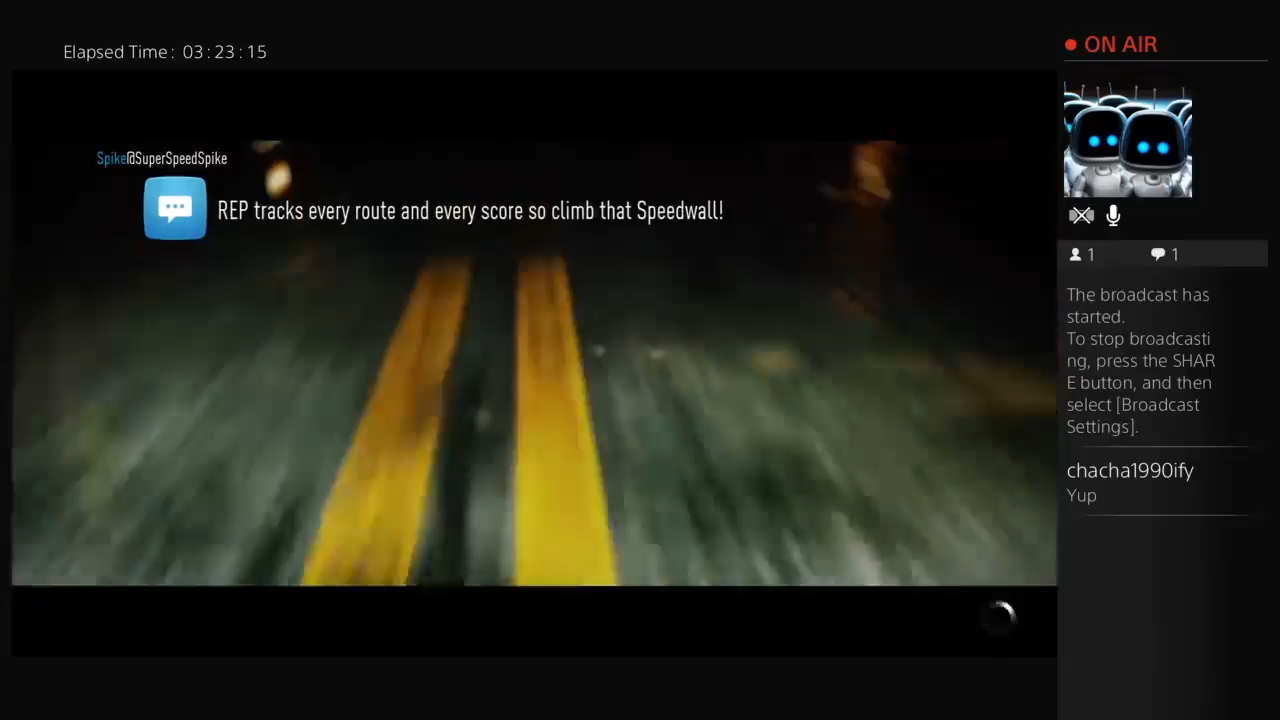 Elapsed Time: 03:23:15
ON AIR
Spike@SuperSpeedSpike
REP tracks every route and every score so climb that Speedwall!
1 1
The broadcast has
started.
To stop broadcasti
ng, press the SHAR
E button, and then
select [Broadcast
Settings].
chacha1990ify
Yup